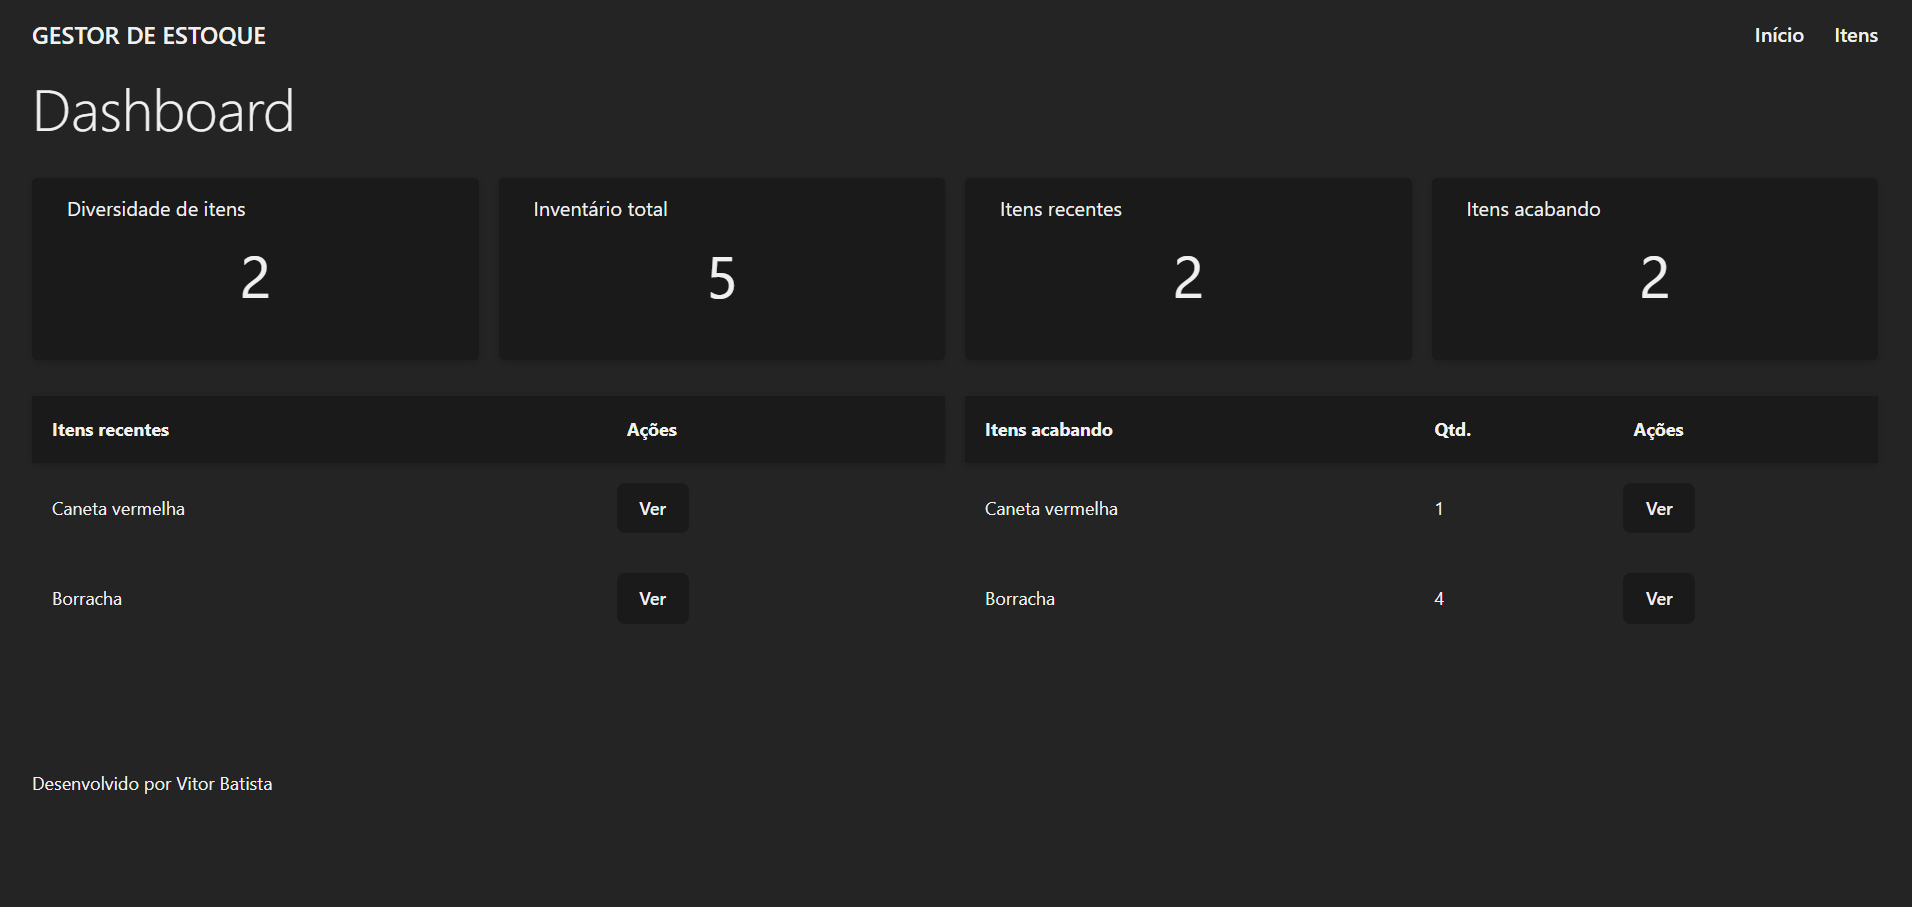 GESTOR DE ESTOQUE Início Itens
Dashboard
Diversidade de itens Inventário total Itens recentes Itens acabando
2 5 2 2
Itens recentes Ações Itens acabando Qtd. Ações
Caneta vermelha Ver Caneta vermelha 1 Ver
Borracha Ver Borracha 4 Ver
Desenvolvido por Vitor Batista